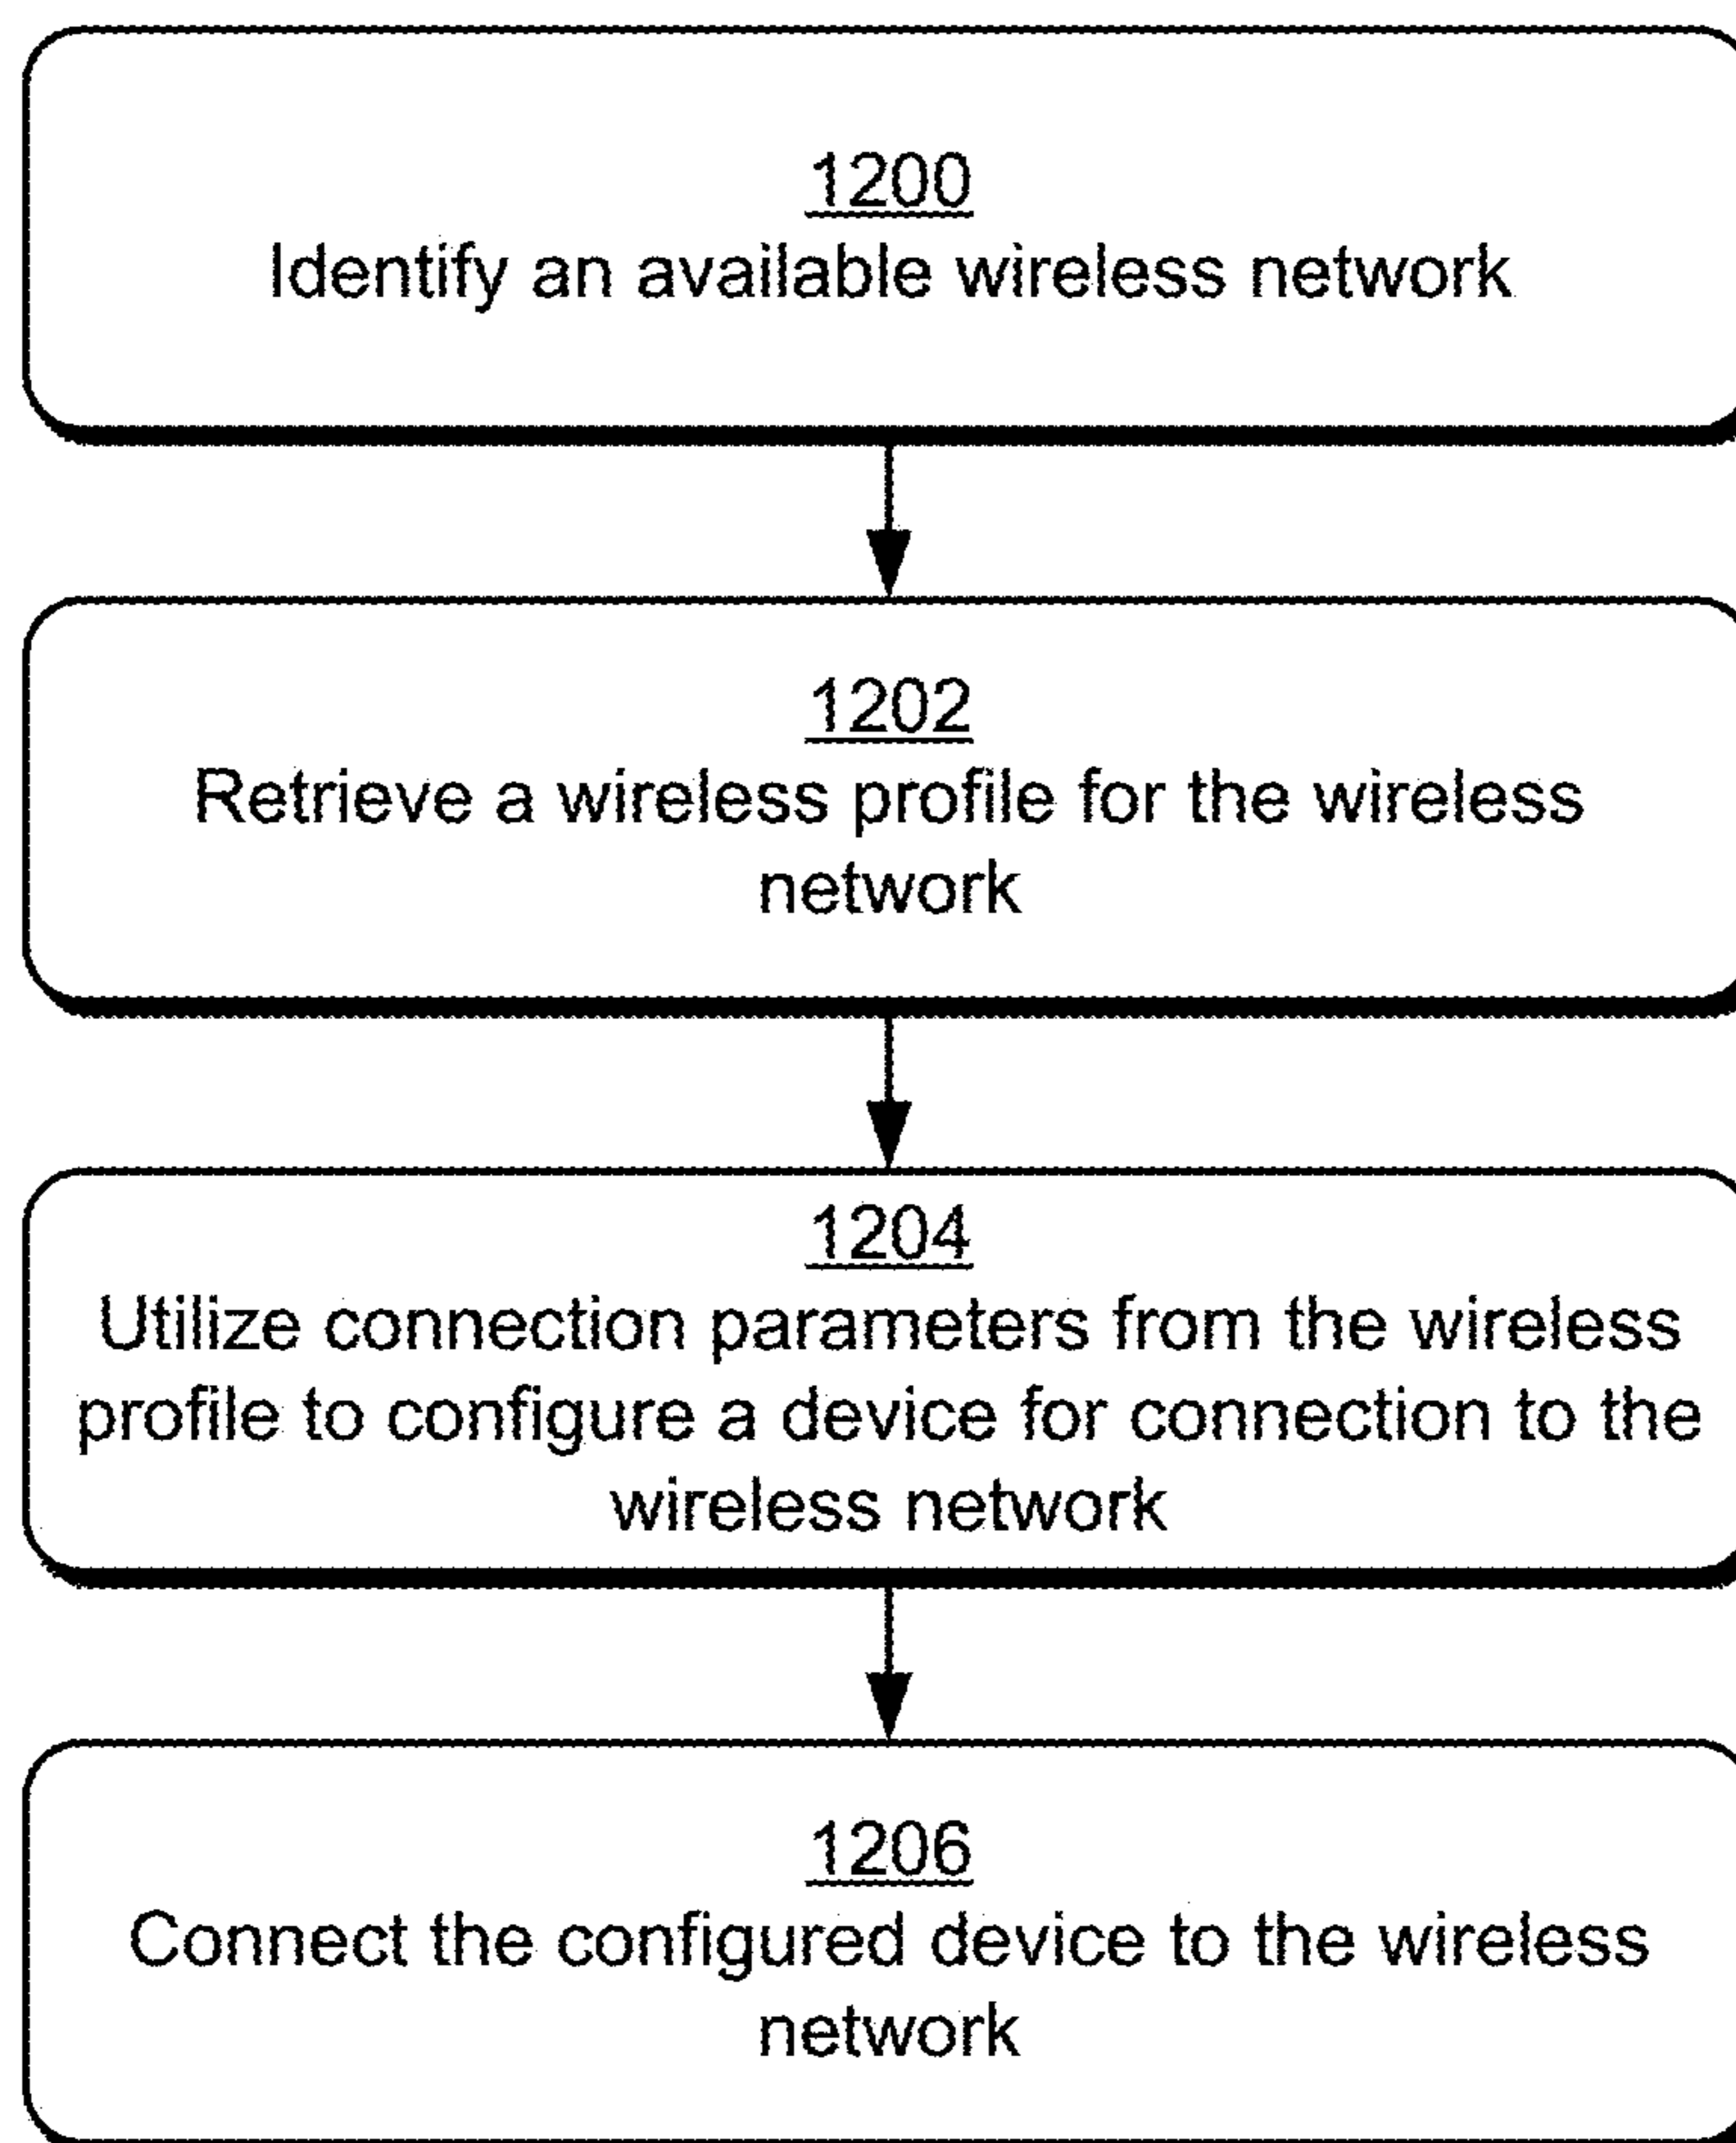 1200
Identify an available wireless network
1202
Retrieve a wireless profile for the wireless
network
1204
Utilize connection parameters from the wireless
profile to configure a device for connection to the
wireless network
1206
Connect the configured device to the wireless
network